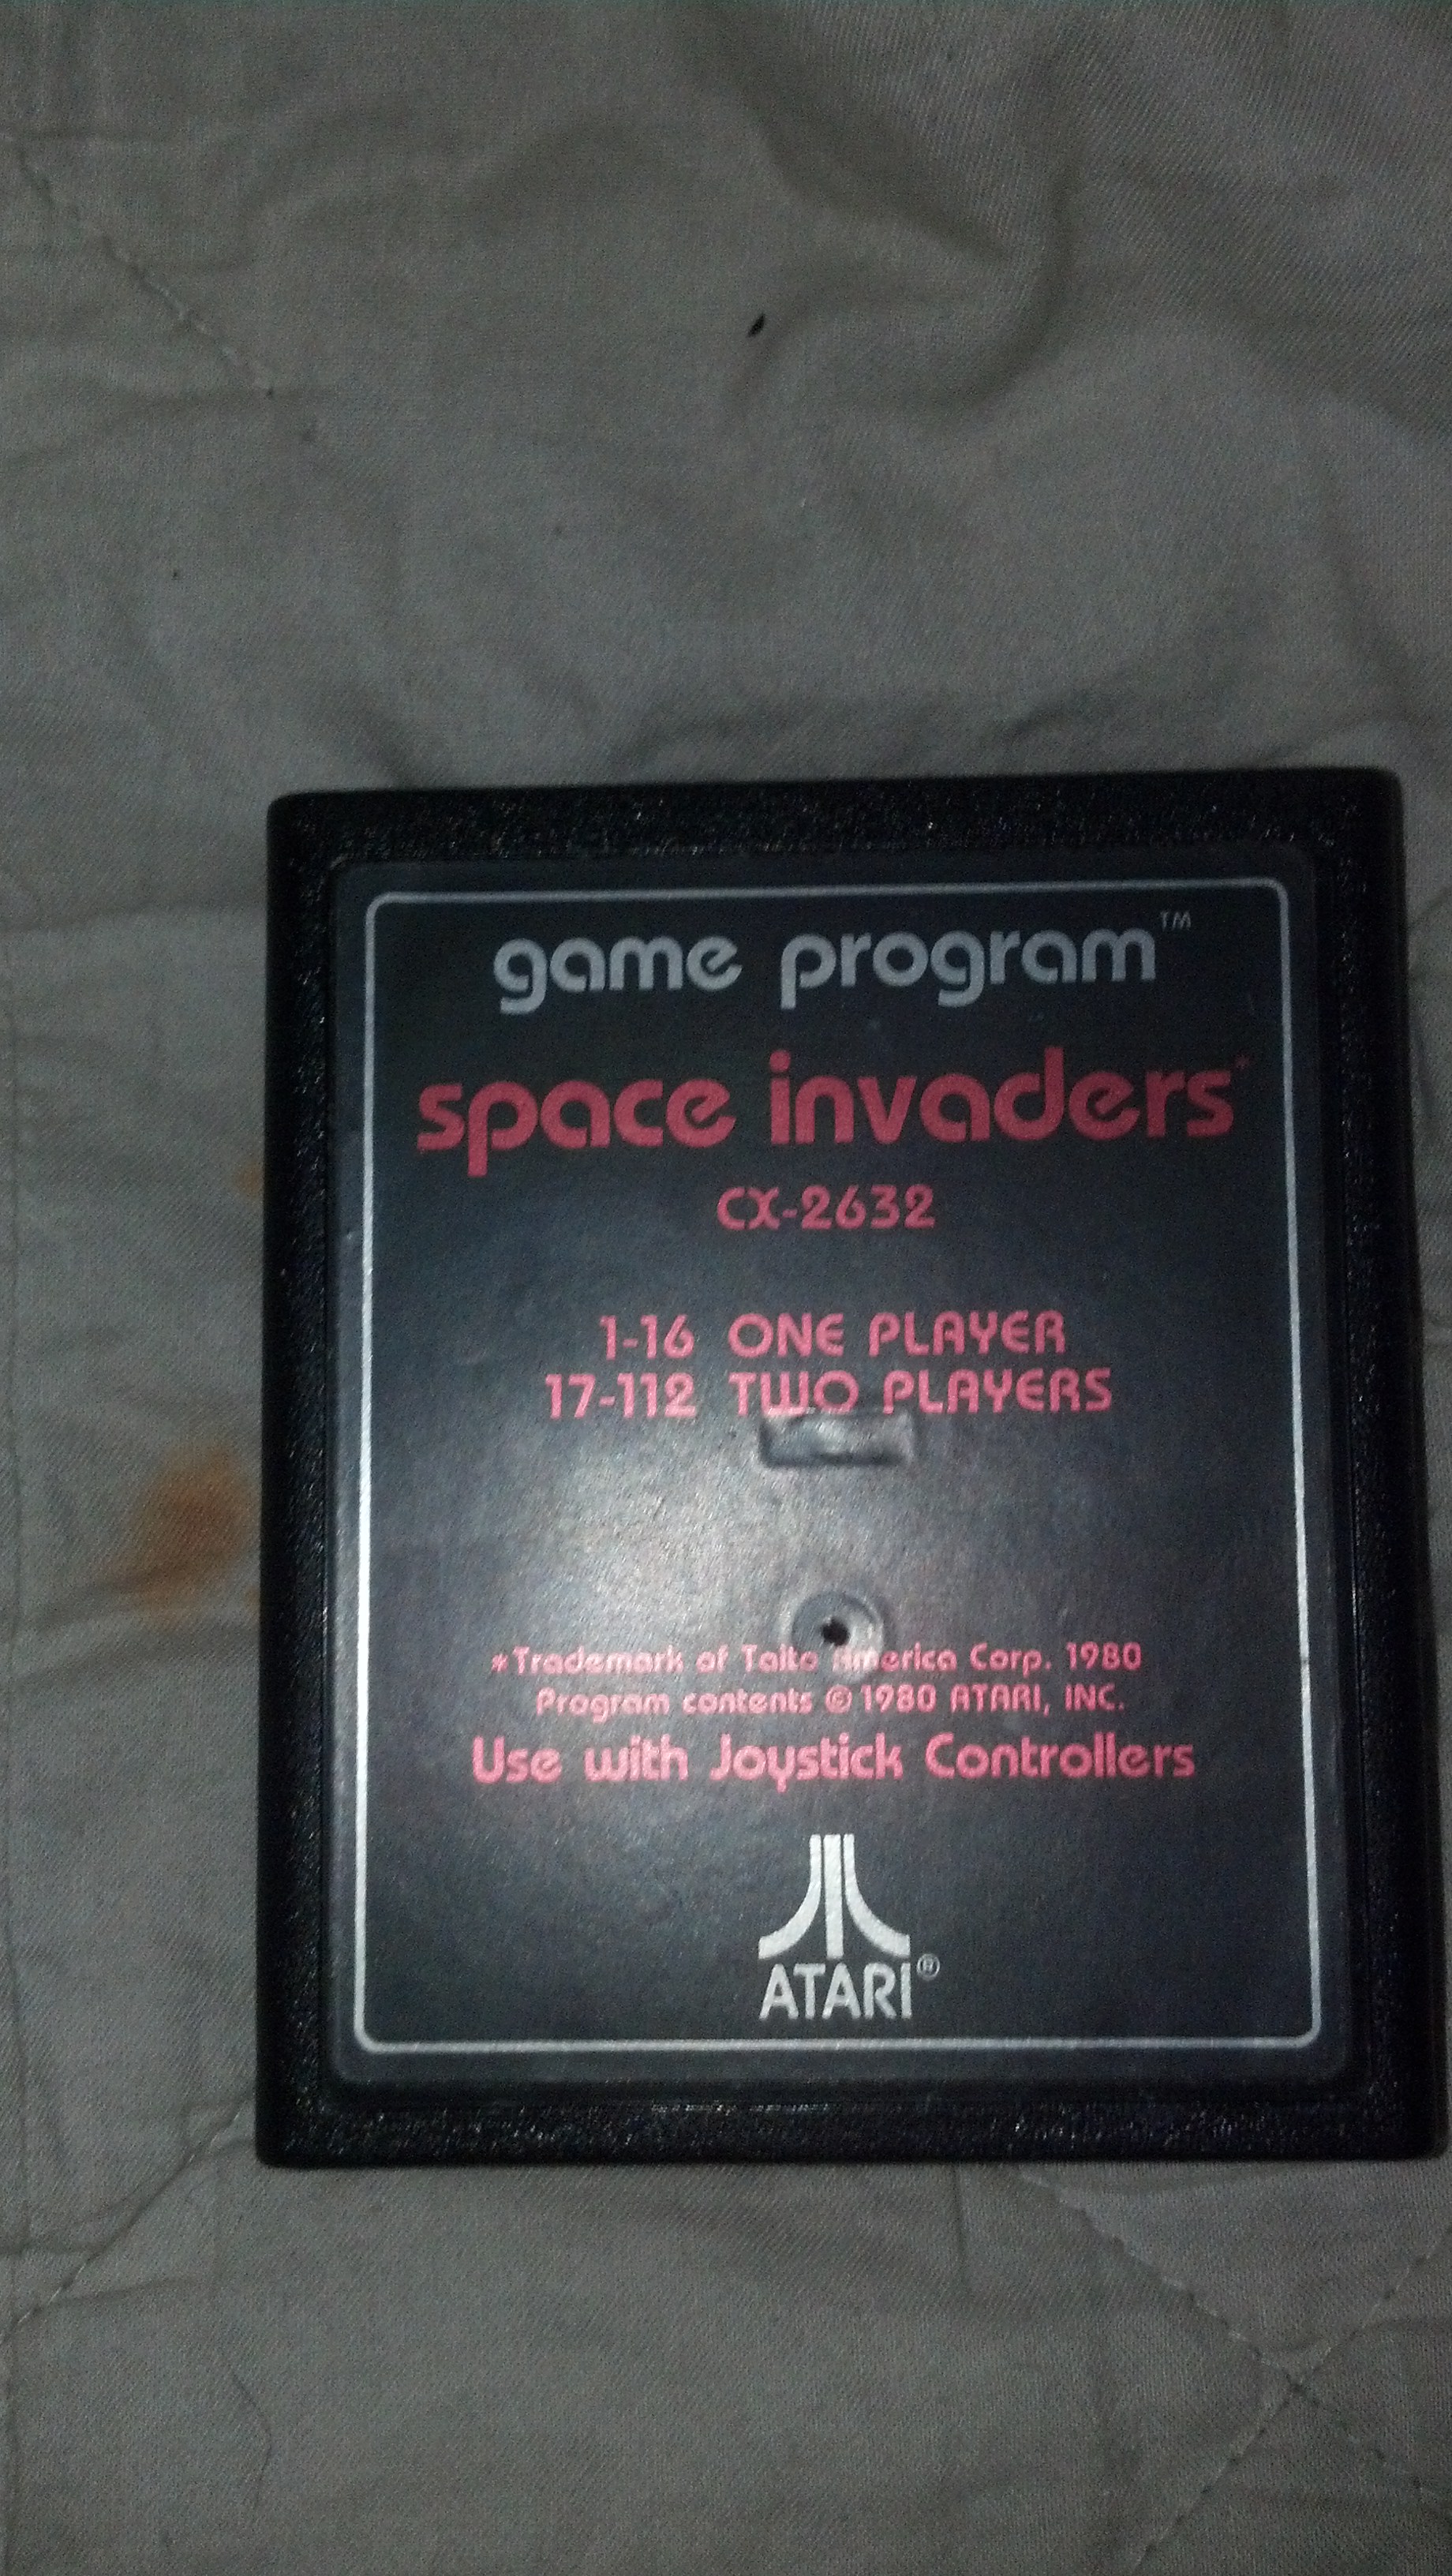 game program™
space invaders*
CX-2632
1-16 ONE PLAYER
17-112 TWO PLAYERS
*Trademark of Taito America Corp. 1980
Program contents © 1980 ATARI, INC.
Use with Joystick Controllers
ATARI®